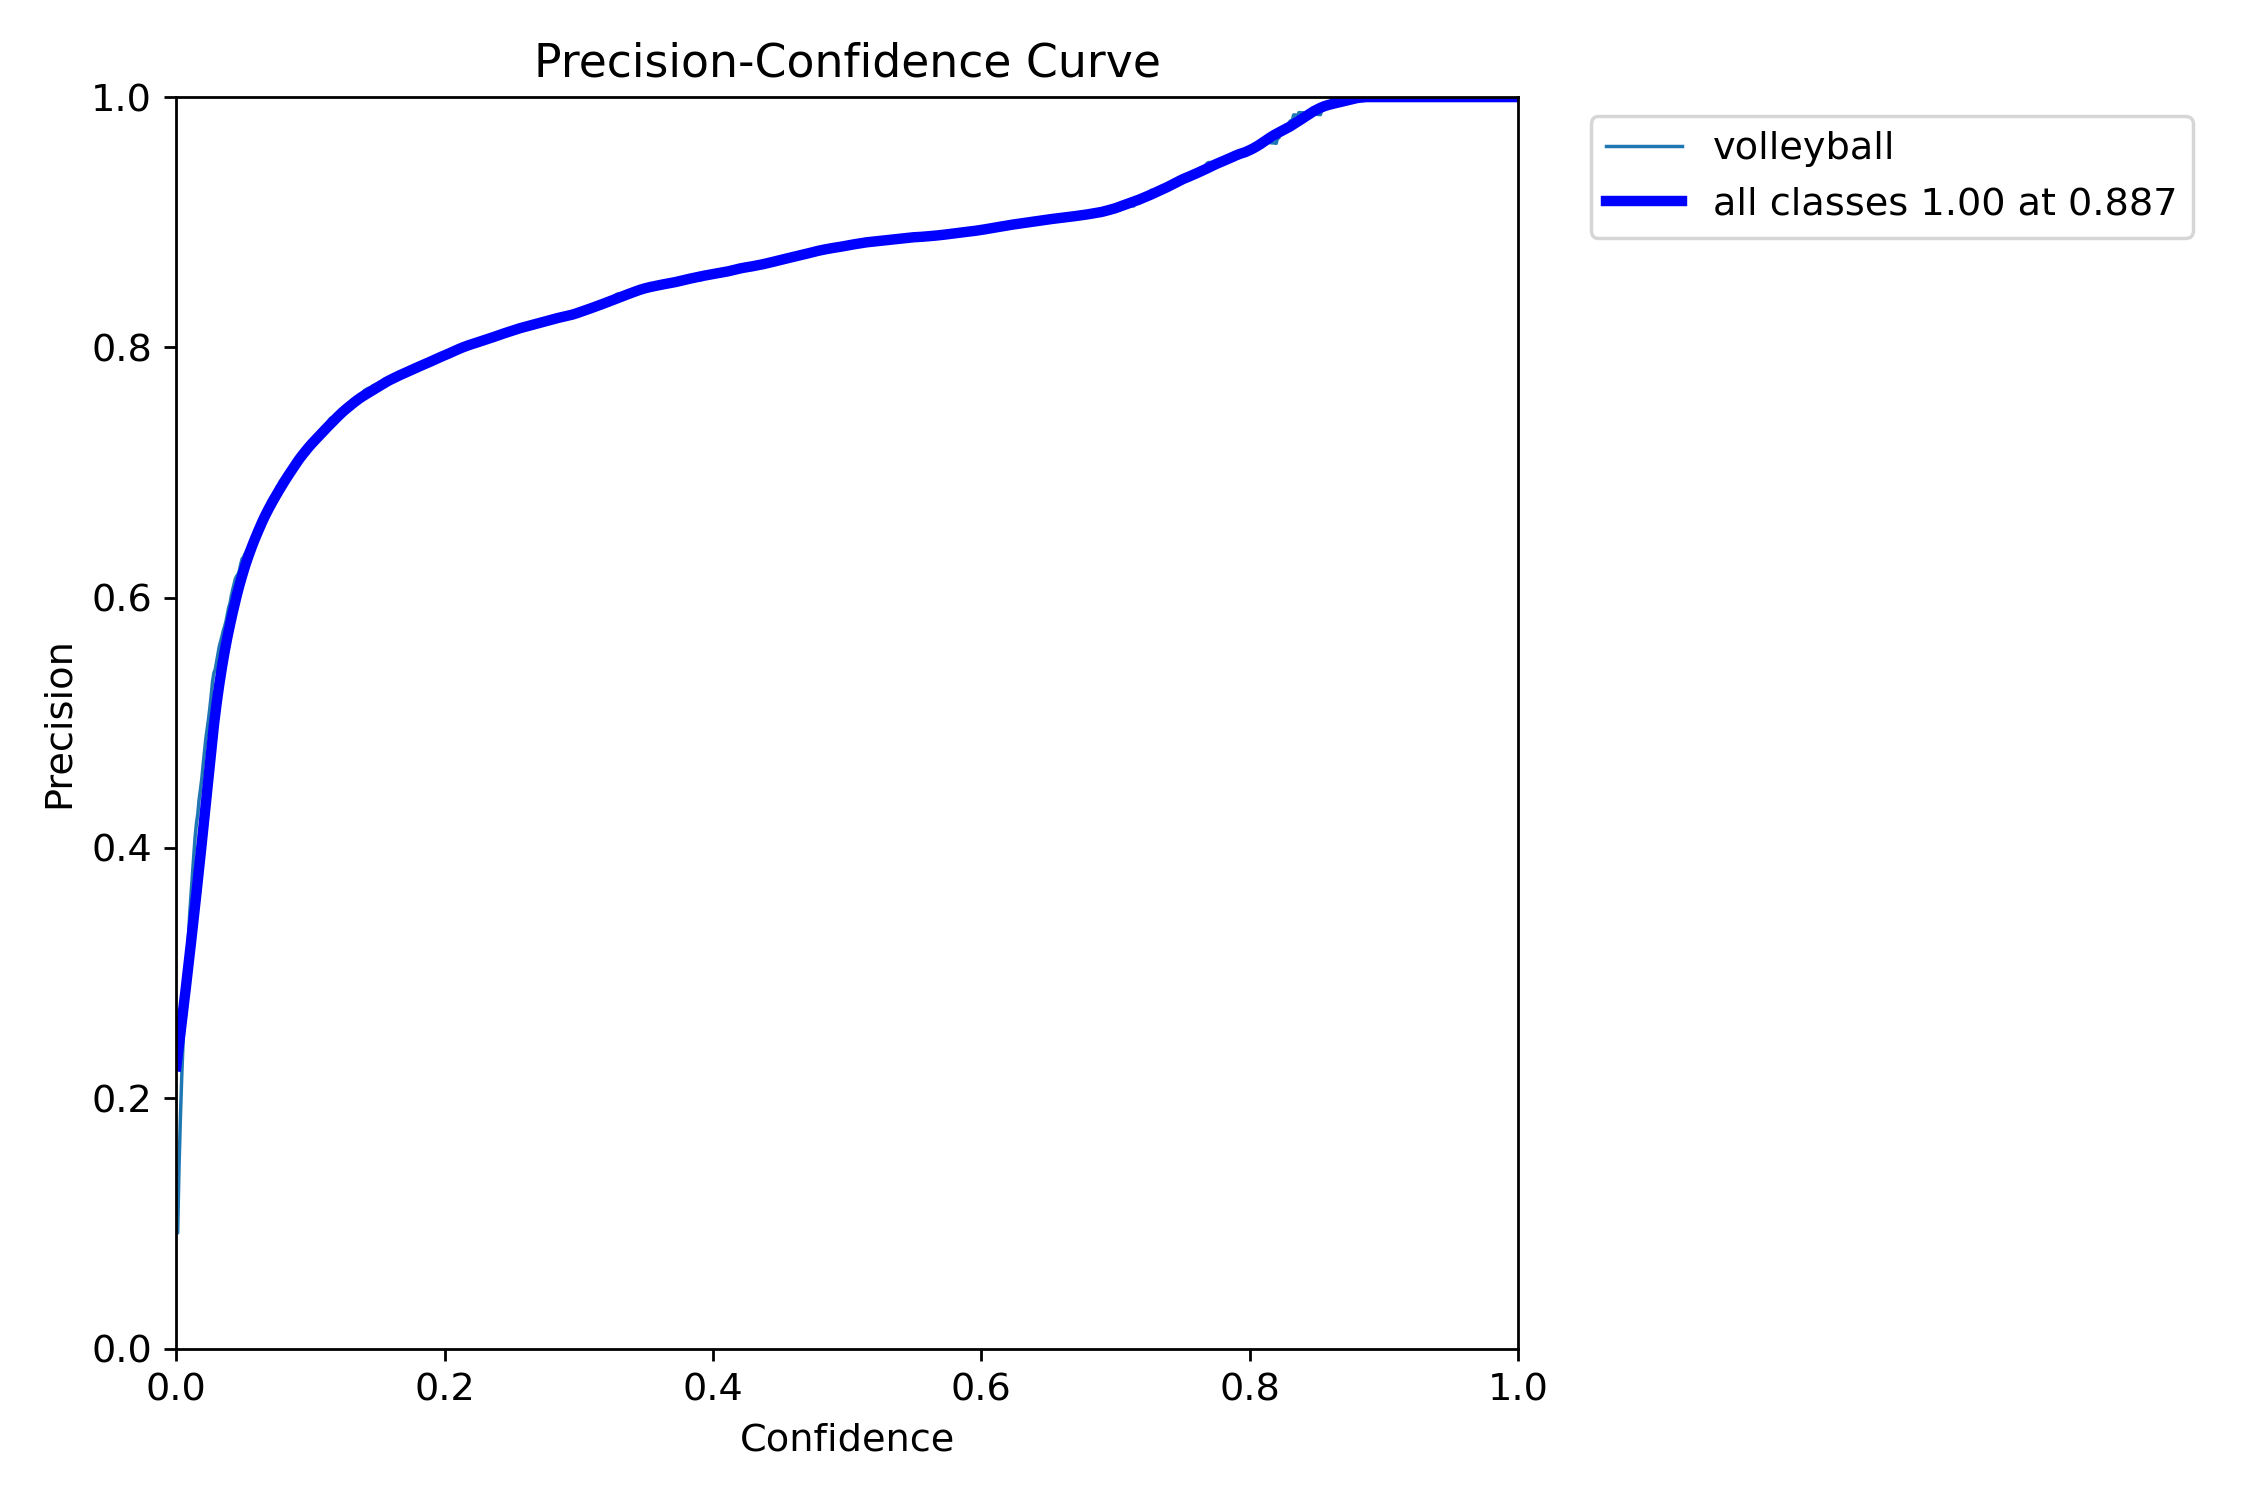 Precision-Confidence Curve
volleyball
all classes 1.00 at 0.887
Precision
1.0
0.8
0.6
0.4
0.2
0.0
0.0 0.2 0.4 0.6 0.8 1.0
Confidence